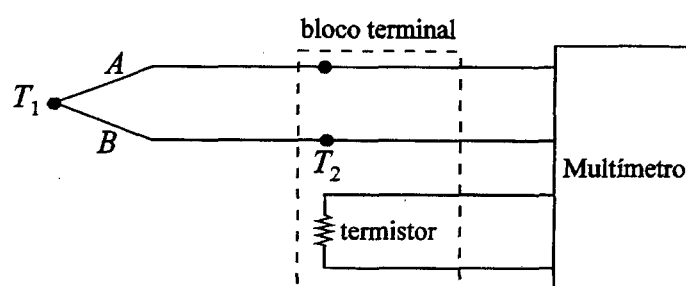 bloco terminal
A
T₁
B
T₂
Multímetro
termistor